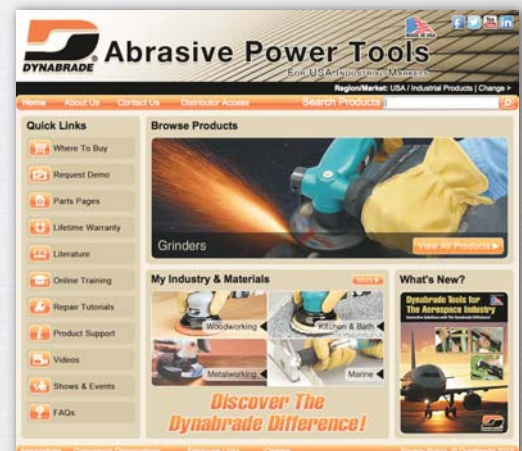 DYNABRADE®
Abrasive Power Tools
FOR USA INDUSTRIAL MARKETS
MADE IN USA
Region/Market: USA / Industrial Products | Change >
Home About Us Contact Us Distributor Access Search Products
Quick Links
Where To Buy
Request Demo
Parts Pages
Lifetime Warranty
Literature
Online Training
Repair Tutorials
Product Support
Videos
Shows & Events
FAQs
Browse Products
Grinders
View All Products
My Industry & Materials
More
Woodworking
Kitchen & Bath
Metalworking
Marine
Discover The
Dynabrade Difference!
What's New?
Dynabrade Tools for
The Aerospace Industry